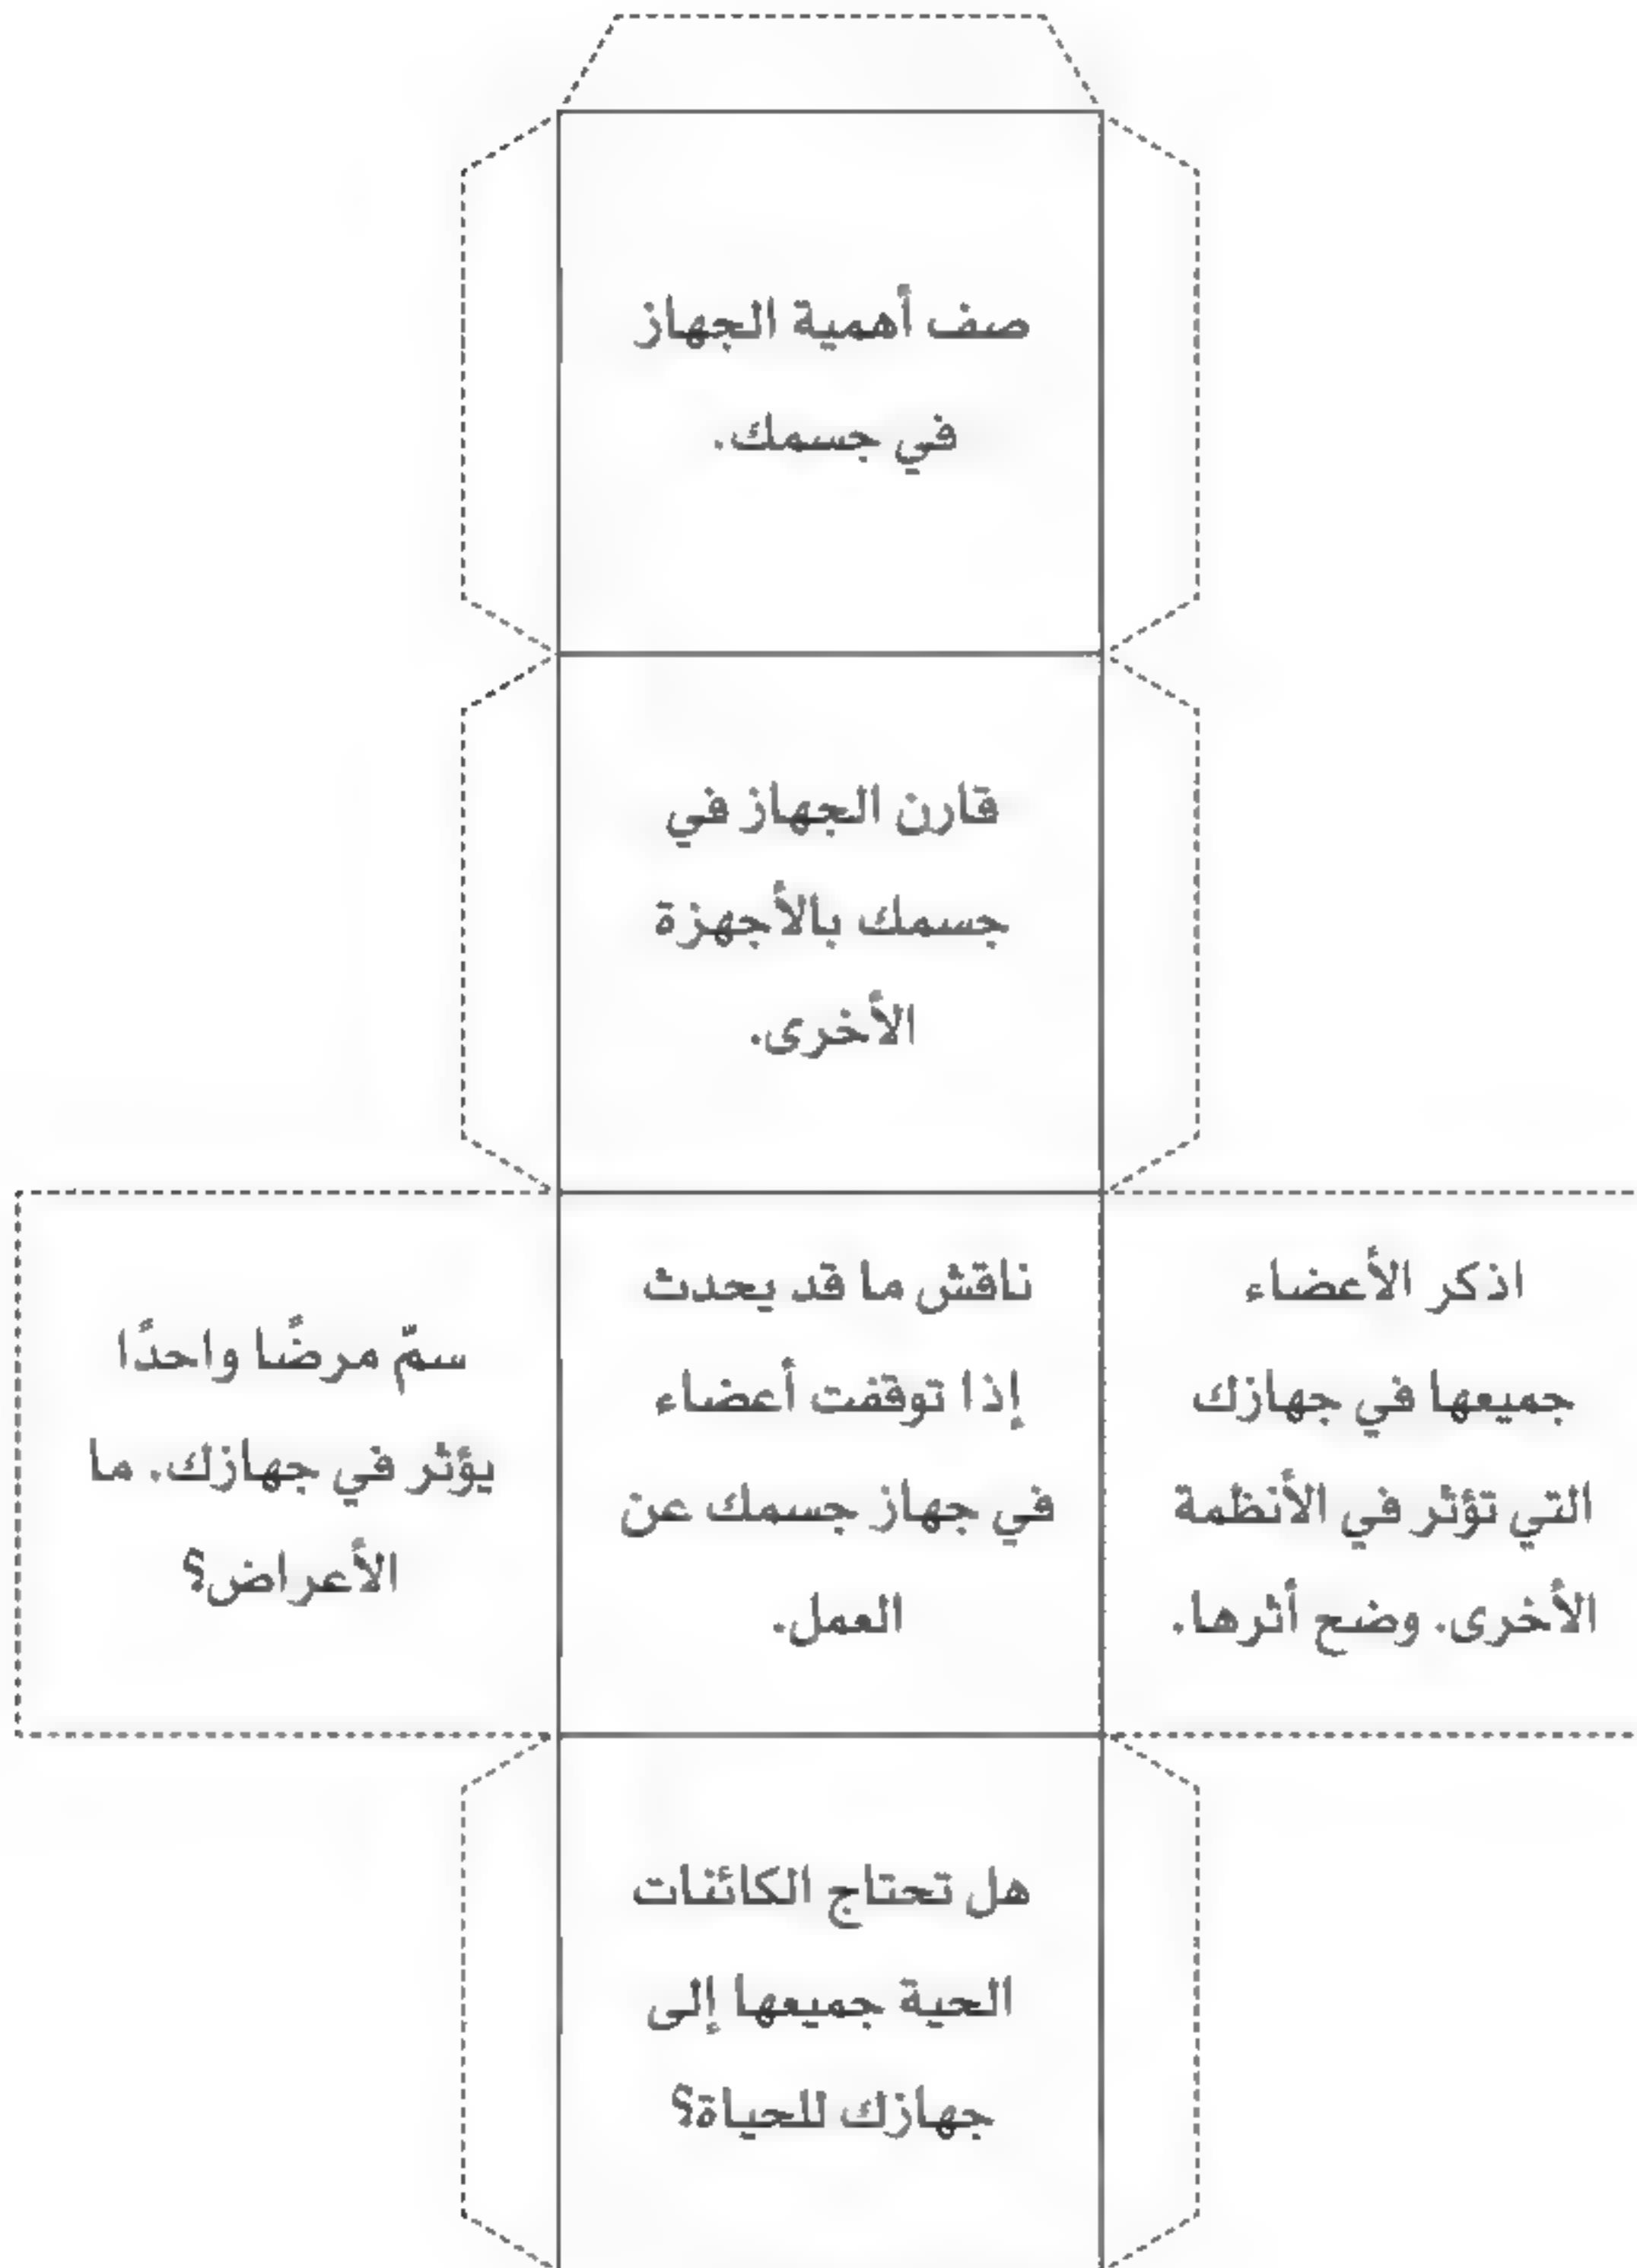 صف أهمية الجهاز
في جسمك.
قارن الجهاز في
جسمك بالأجهزة
الأخرى.
اذكر الأعضاء
جميعها في جهازك
التي تؤثر في الأنظمة
الأخرى. وضح أثرها.
ناقش ما قد يحدث
إذا توقفت أعضاء
في جهاز جسمك عن
العمل.
سمّ مرضًا واحدًا
يؤثر في جهازك. ما
الأعراض؟
هل تحتاج الكائنات
الحية جميعها إلى
جهازك للحياة؟